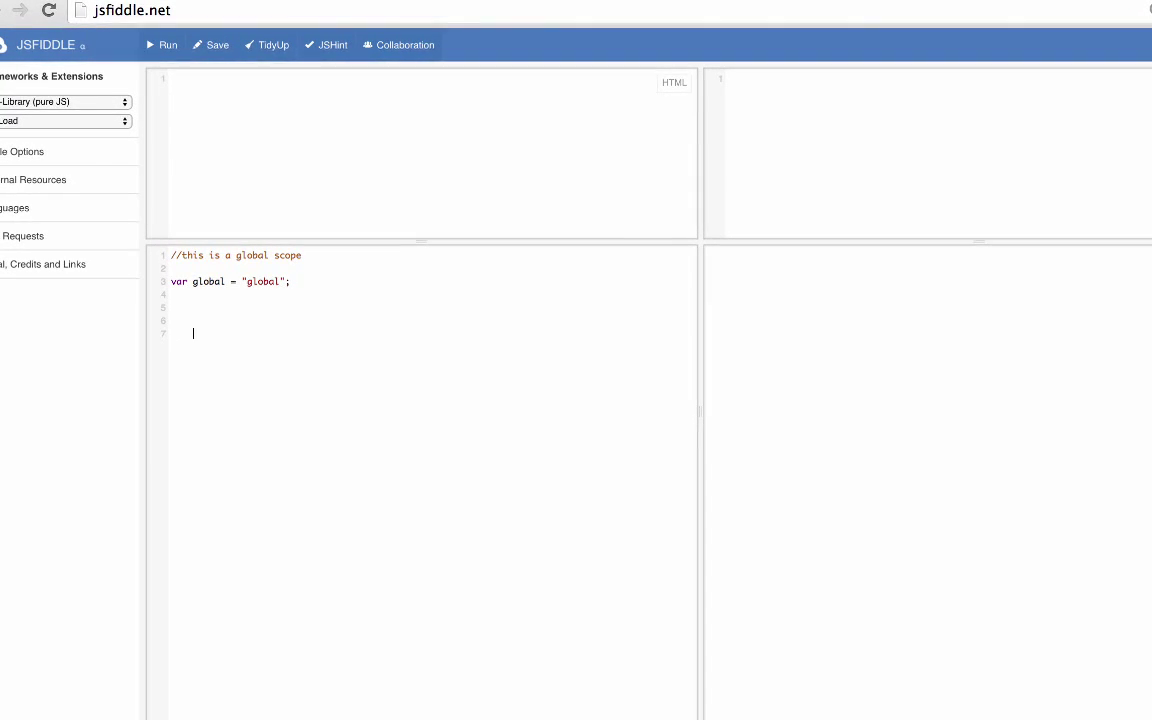 jsfiddle.net
JSFIDDLE α
Run Save TidyUp JSHint Collaboration
meworks & Extensions
-Library (pure JS)
Load
le Options
rnal Resources
guages
Requests
al, Credits and Links
1
HTML
1
1 //this is a global scope
2
3 var global = "global";
4
5
6
7